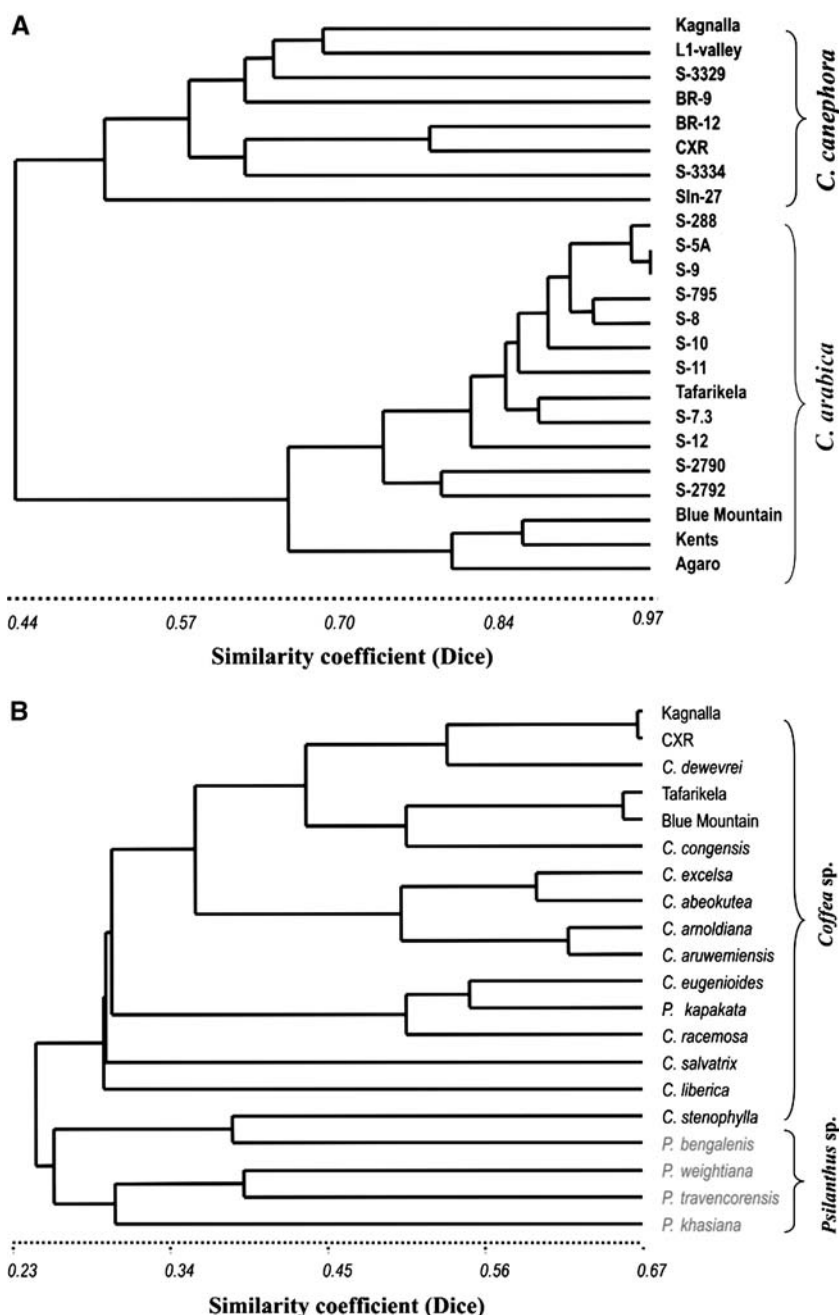 A
Kagnalla
L1-valley
S-3329
BR-9
BR-12
CXR
S-3334
Sln-27
C. canephora
S-288
S-5A
S-9
S-795
S-8
S-10
S-11
Tafarikela
S-7.3
S-12
S-2790
S-2792
Blue Mountain
Kents
Agaro
C. arabica
0.44 0.57 0.70 0.84 0.97
Similarity coefficient (Dice)
B
Kagnalla
CXR
C. dewevrei
Tafarikela
Blue Mountain
C. congensis
C. excelsa
C. abeokutea
C. arnoldiana
C. aruwemiensis
C. eugenioides
P. kapakata
C. racemosa
C. salvatrix
C. liberica
C. stenophylla
Coffea sp.
P. bengalenis
P. weightiana
P. travencorensis
P. khasiana
Psilanthus sp.
0.23 0.34 0.45 0.56 0.67
Similarity coefficient (Dice)